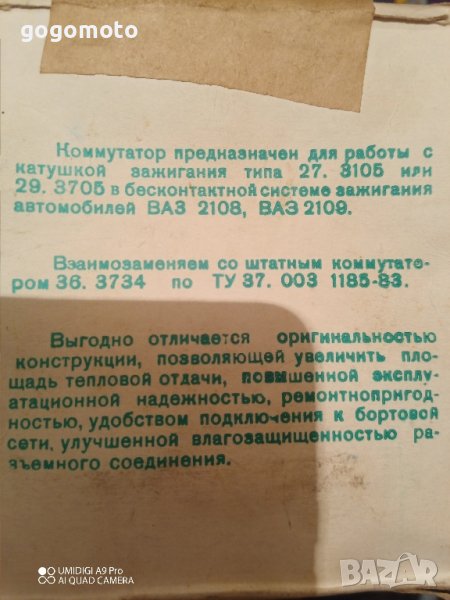 gogomoto
Коммутатор предназначен для работы с
катушкой зажигания типа 27. 3105 или
29. 3705 в бесконтактной системе зажигания
автомобилей ВАЗ 2108, ВАЗ 2109.
Взаимозаменяем со штатным коммутато-
ром 36. 3734 по ТУ 37. 003 1185-83.
Выгодно отличается оригинальностью
конструкции, позволяющей увеличить пло-
щадь тепловой отдачи, повышенной эксплу-
атационной надежностью, ремонтнопригод-
ностью, удобством подключения к бортовой
сети, улучшенной влагозащищенностью ра-
зъемного соединения.
UMIDIGI A9 Pro
AI QUAD CAMERA
BAZAR